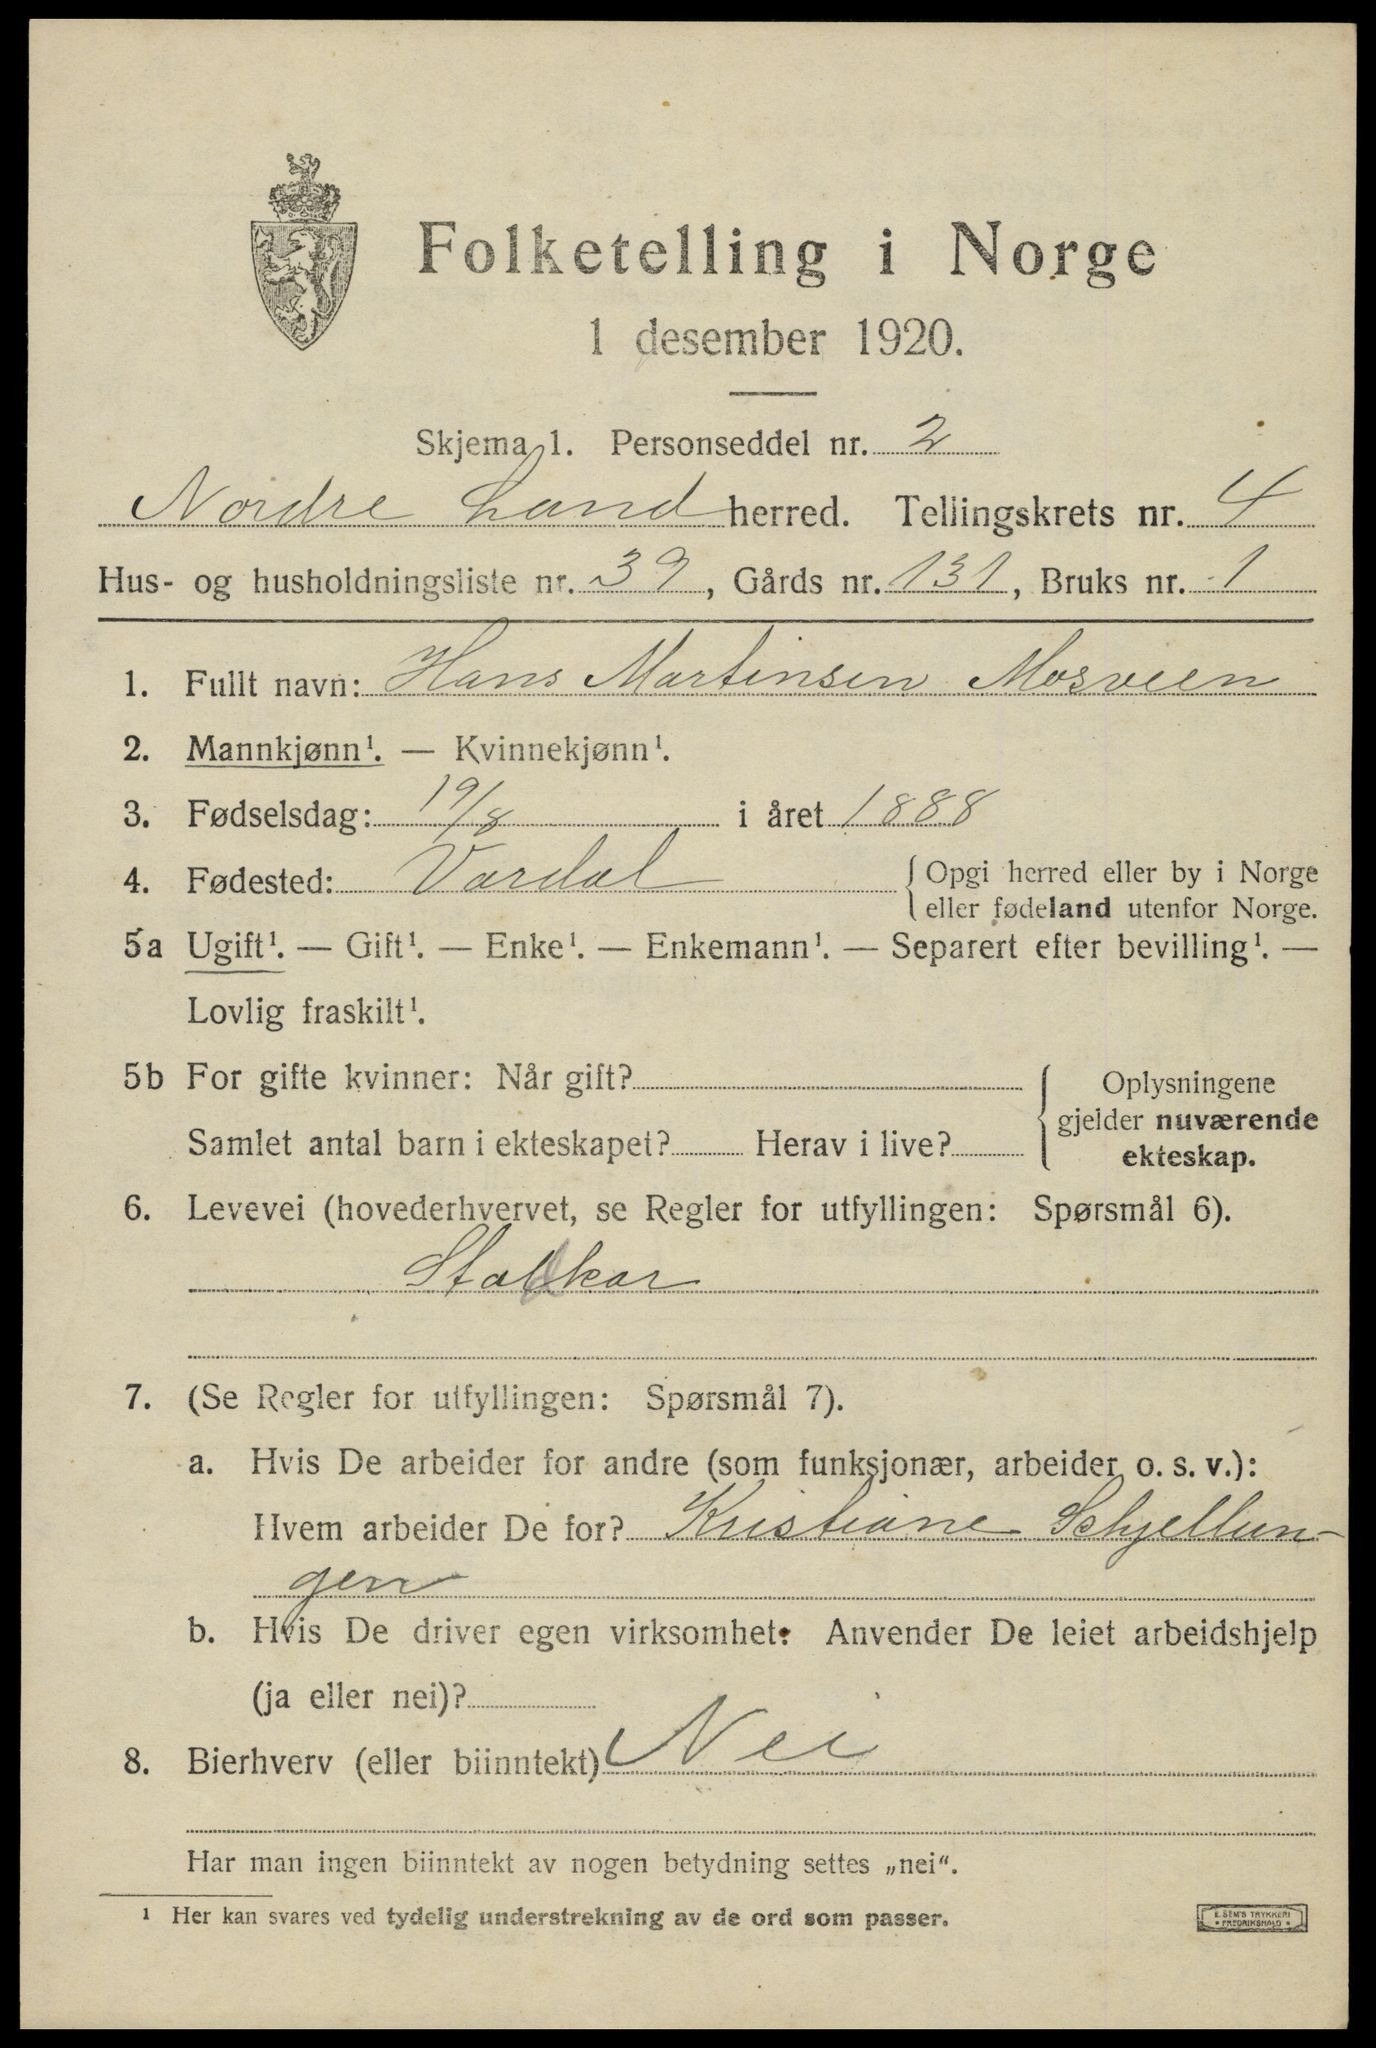 Folketelling i Norge
1 desember 1920.
Skjema 1. Personseddel nr. 2
Nordre Land herred. Tellingskrets nr. 4
Hus- og husholdningsliste nr. 39, Gårds nr. 131, Bruks nr. 1
1. Fullt navn: Hans Martinsen Mosveen
2. Mannkjønn¹. — Kvinnekjønn¹.
3. Fødselsdag: 19/8 i året 1888
4. Fødested: Vardal { Opgi herred eller by i Norge
eller fødeland utenfor Norge.
5a Ugift¹. — Gift¹. — Enke¹. — Enkemann¹. — Separert efter bevilling¹. —
Lovlig fraskilt¹.
5b For gifte kvinner: Når gift? { Oplysningene
gjelder nuværende
Samlet antal barn i ekteskapet? Herav i live?
ekteskap.
6. Levevei (hovederhvervet, se Regler for utfyllingen: Spørsmål 6).
Stalkar
7. (Se Regler for utfyllingen: Spørsmål 7).
a. Hvis De arbeider for andre (som funksjonær, arbeider o. s. v.):
Hvem arbeider De for? Kristiane Schjellun-
gen
b. Hvis De driver egen virksomhet: Anvender De leiet arbeidshjelp
(ja eller nei)?
8. Bierhverv (eller biinntekt) Nei
Har man ingen biinntekt av nogen betydning settes „nei“.
¹ Her kan svares ved tydelig understrekning av de ord som passer.
E. SEM'S TRYKKERI
• FREDRIKSHALD •